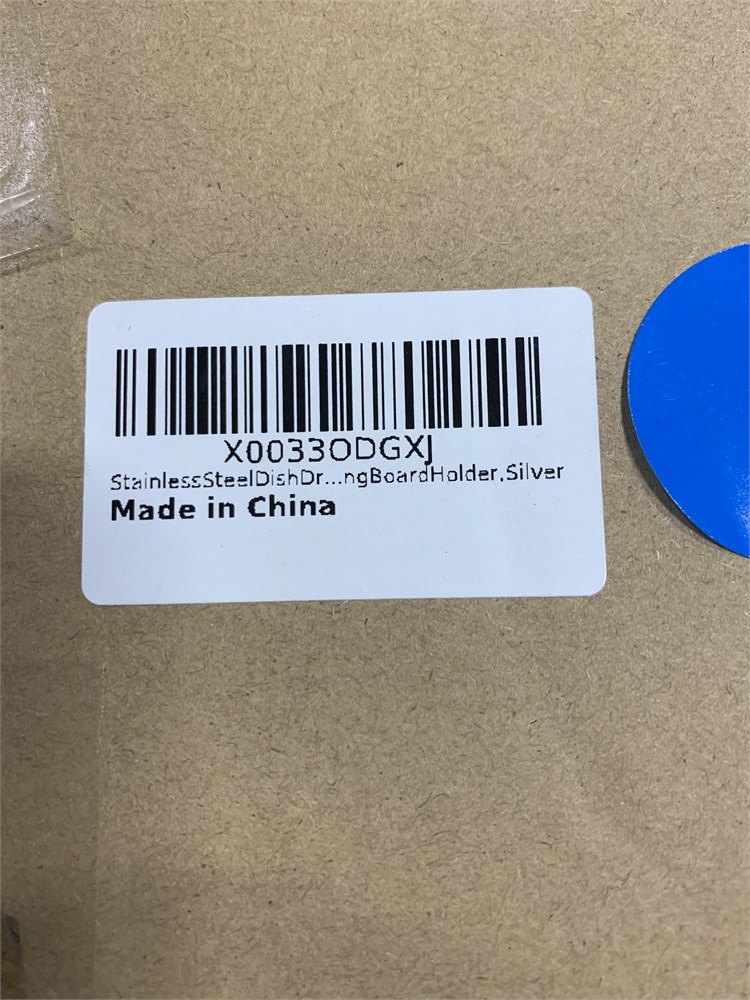 X0033ODGXJ
StainlessSteelDishDr...ngBoardHolder,Silver
Made in China